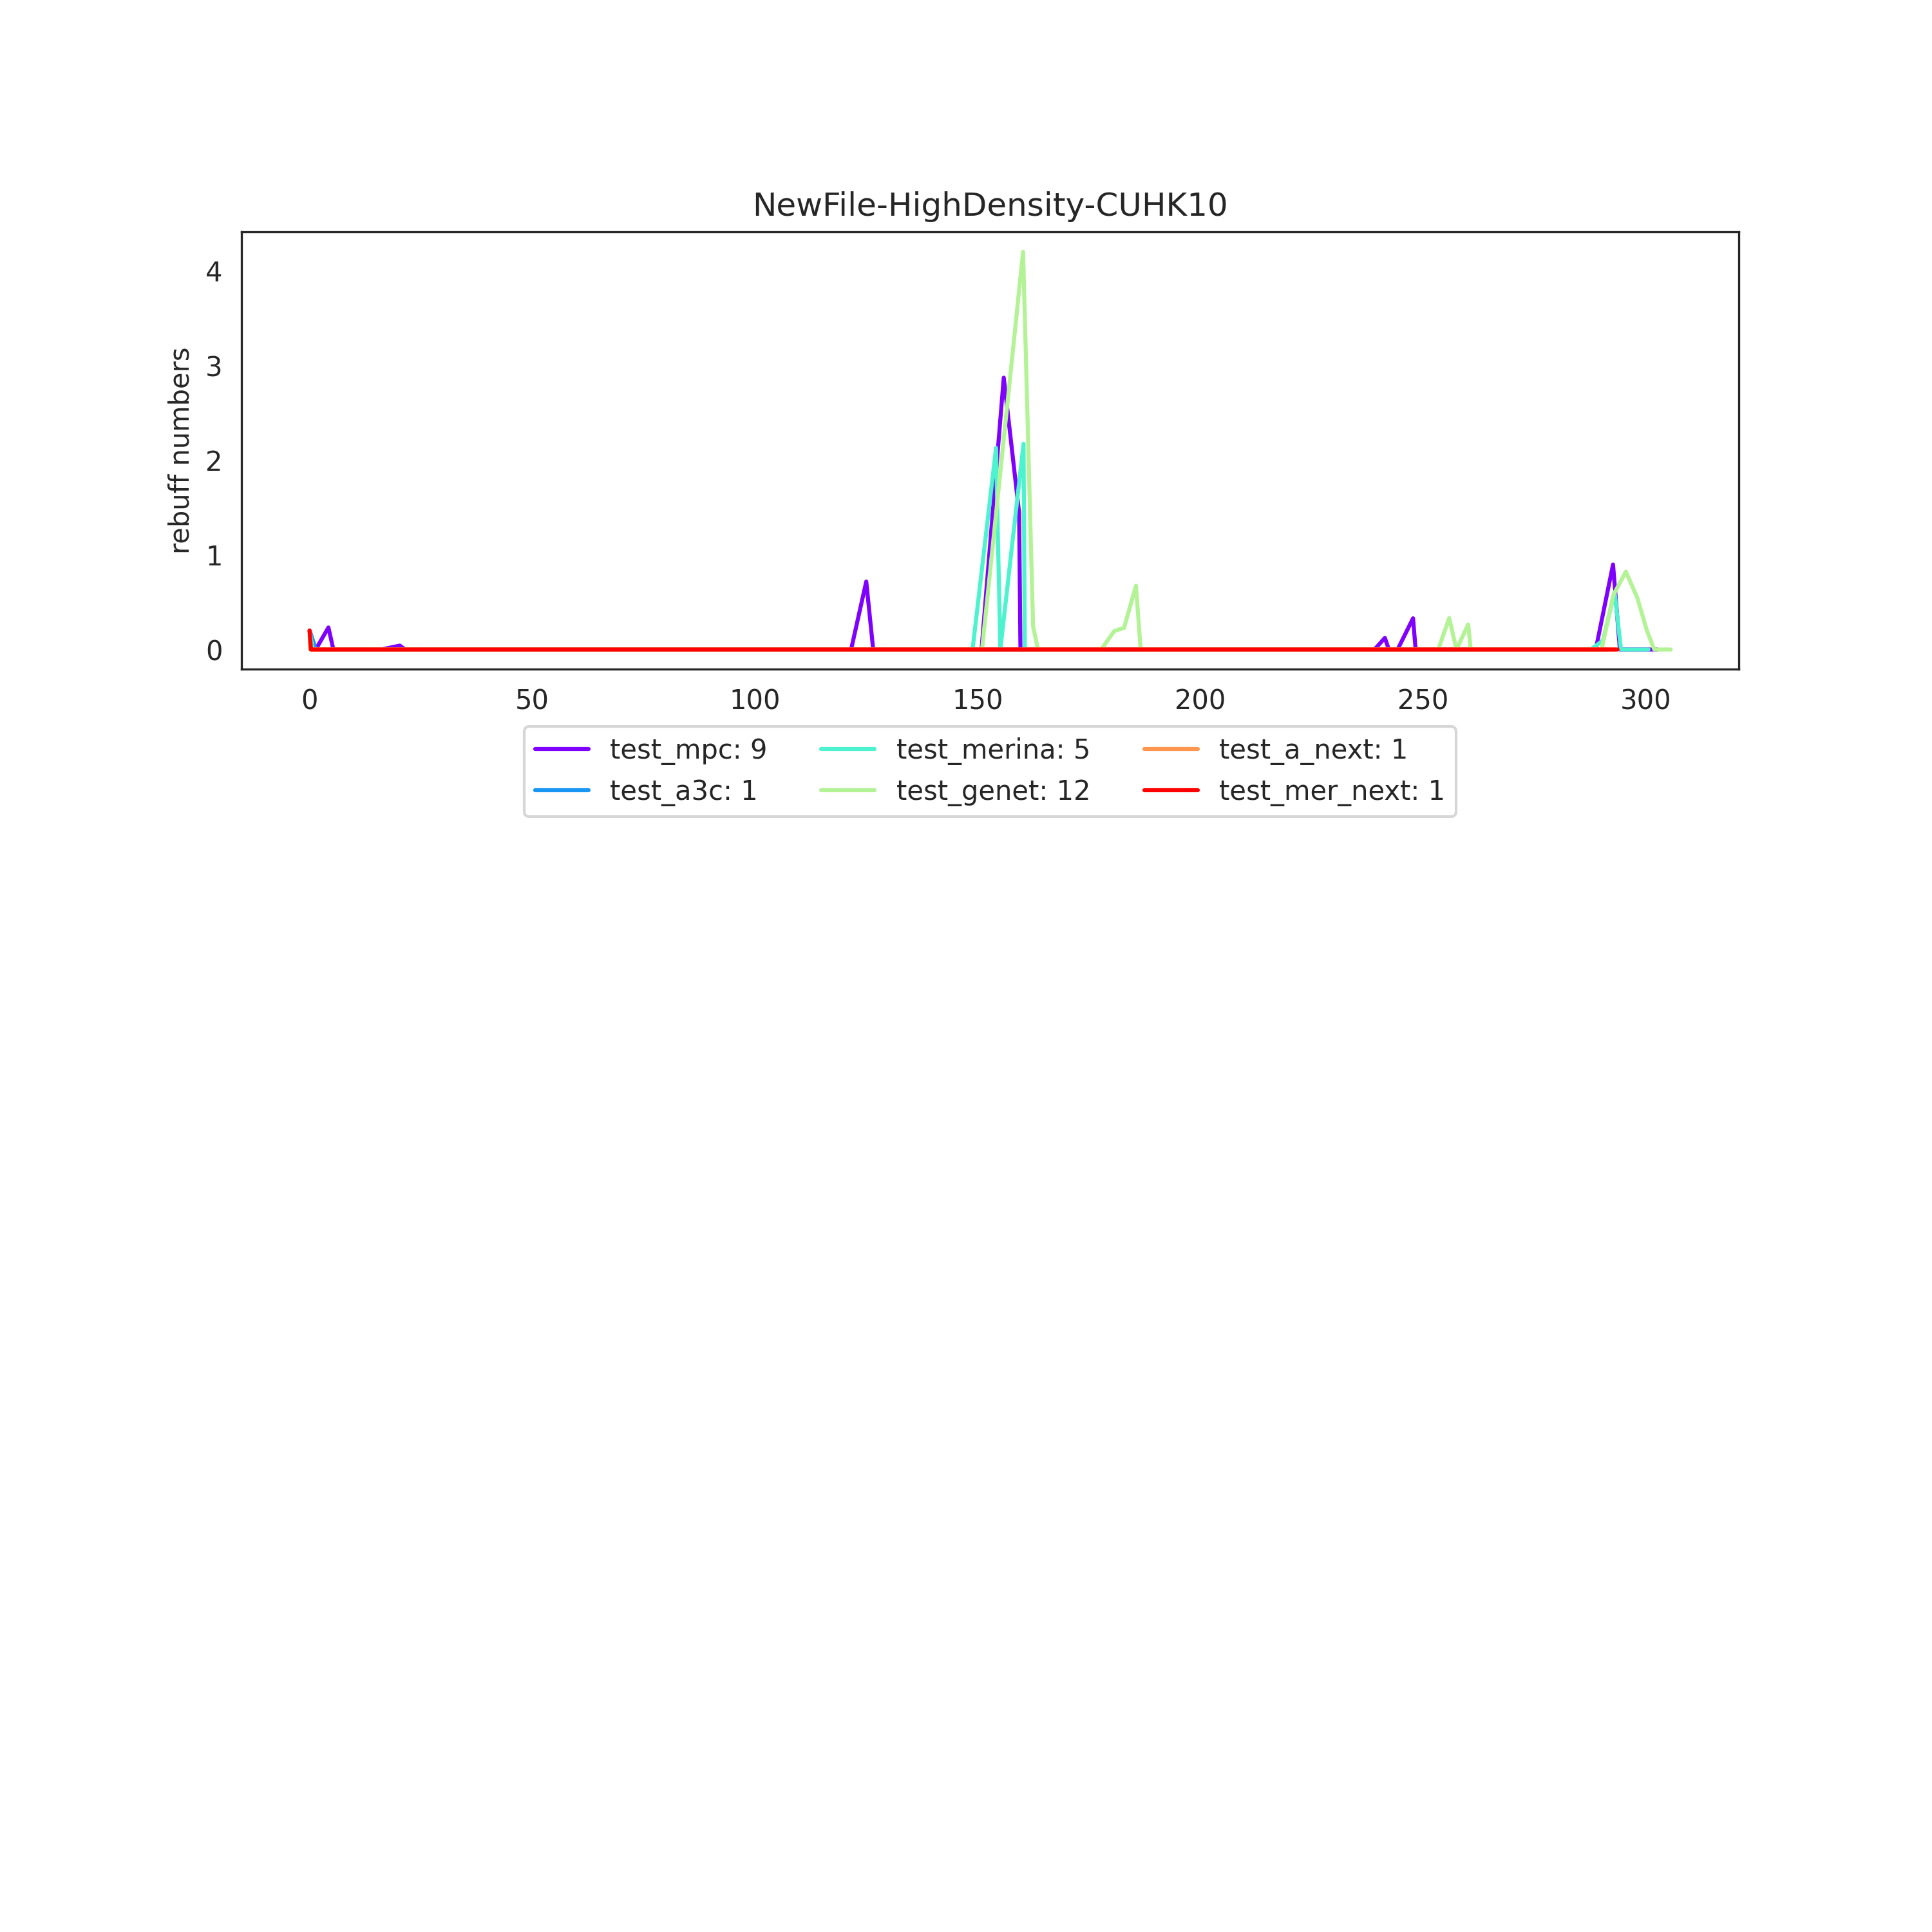 NewFile-HighDensity-CUHK10
rebuff numbers
4
3
2
1
0
0 50 100 150 200 250 300
test_mpc: 9 test_merina: 5 test_a_next: 1
test_a3c: 1 test_genet: 12 test_mer_next: 1